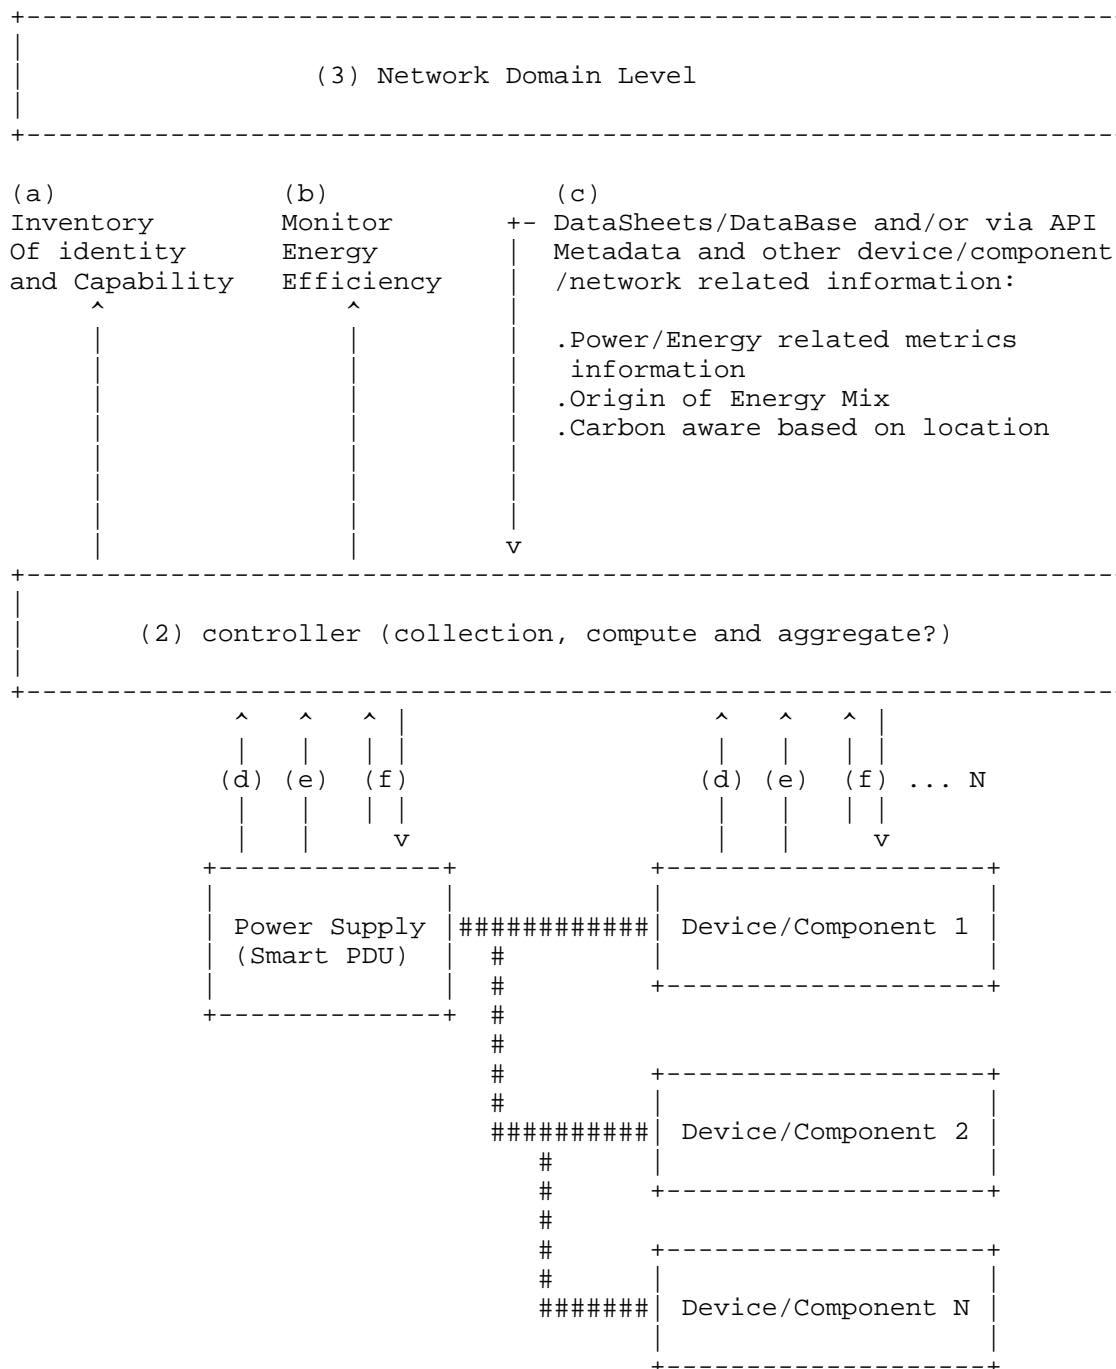 (3) Network Domain Level
(a) (b) (c)
Inventory Monitor +- DataSheets/DataBase and/or via API
Of identity Energy | Metadata and other device/component
and Capability Efficiency | /network related information:
.Power/Energy related metrics
information
.Origin of Energy Mix
.Carbon aware based on location
v
(2) controller (collection, compute and aggregate?)
(d) (e) (f) (d) (e) (f) ... N
v v
Power Supply ############ Device/Component 1
(Smart PDU) #
#
#
#
#
#
########## Device/Component 2
#
#
#
#
#
####### Device/Component N